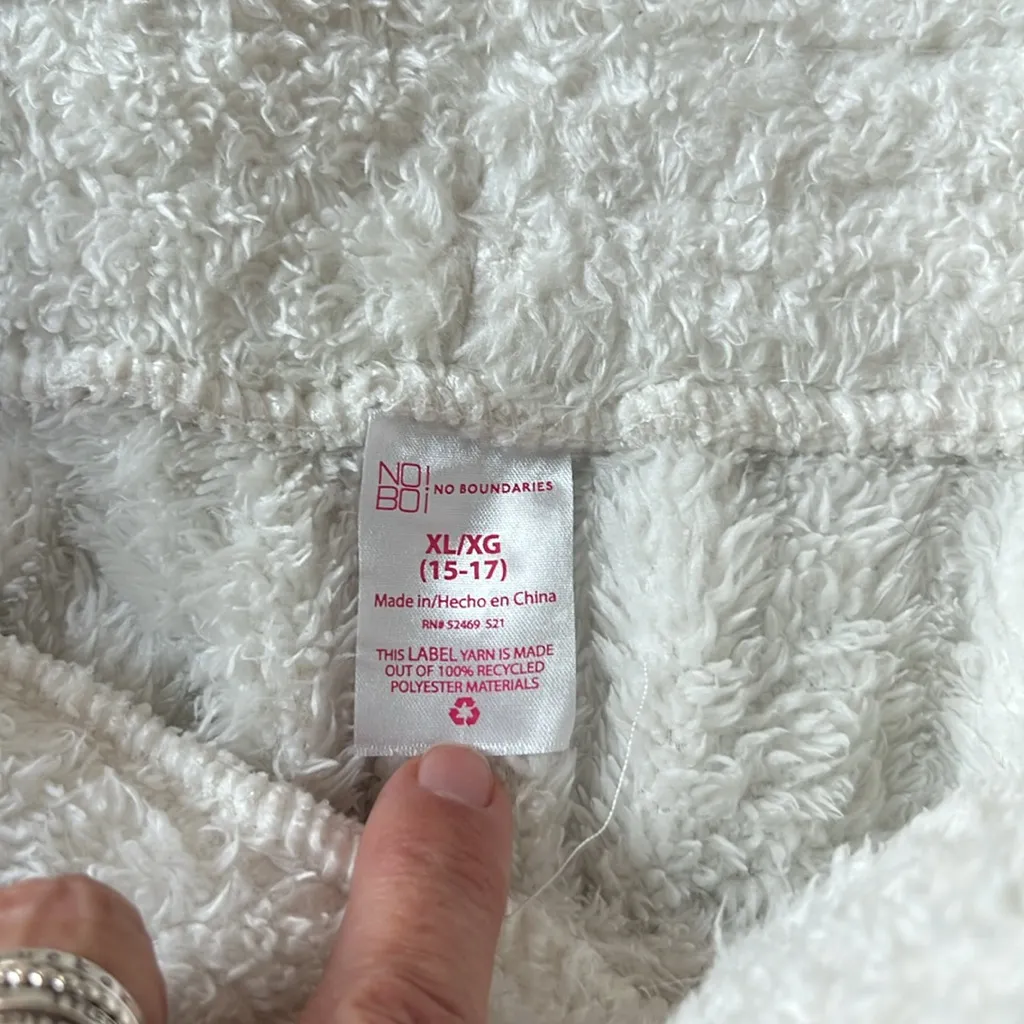 NO! NO BOUNDARIES
BOi
XL/XG
(15-17)
Made in/Hecho en China
RN# 52469 S21
THIS LABEL YARN IS MADE
OUT OF 100% RECYCLED
POLYESTER MATERIALS